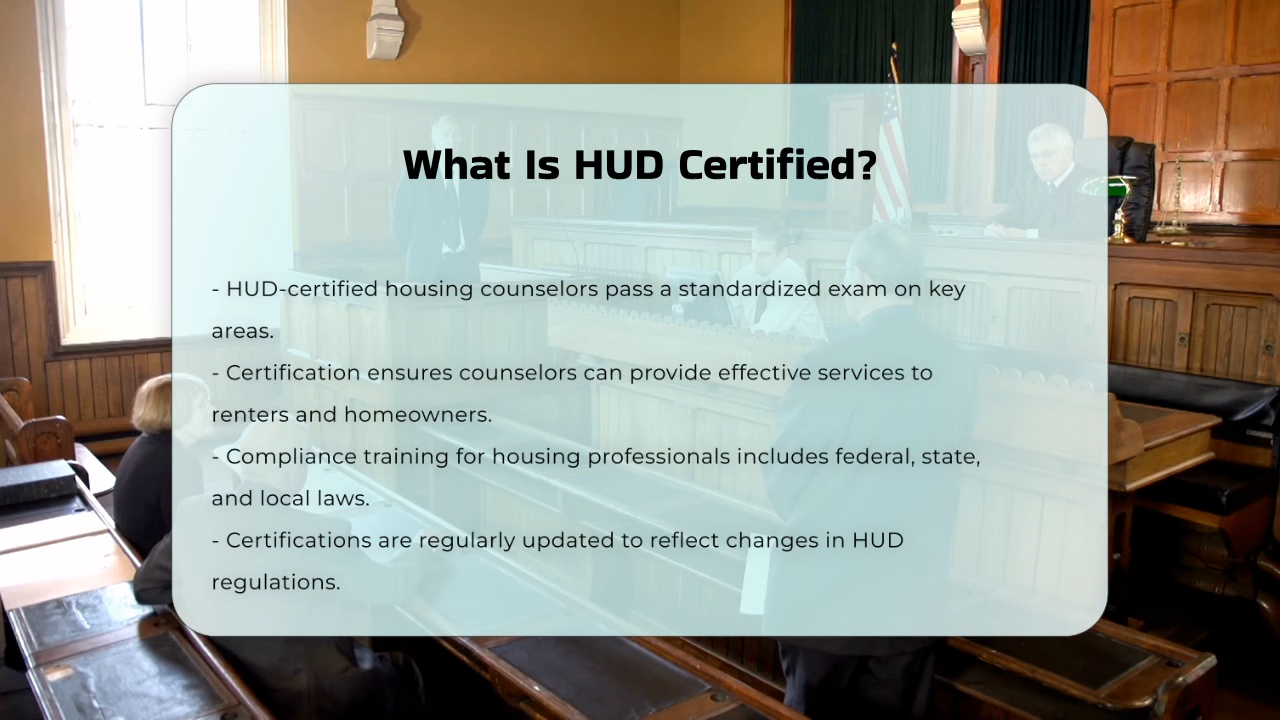 What Is HUD Certified?
- HUD-certified housing counselors pass a standardized exam on key
areas.
- Certification ensures counselors can provide effective services to
renters and homeowners.
- Compliance training for housing professionals includes federal, state,
and local laws.
- Certifications are regularly updated to reflect changes in HUD
regulations.